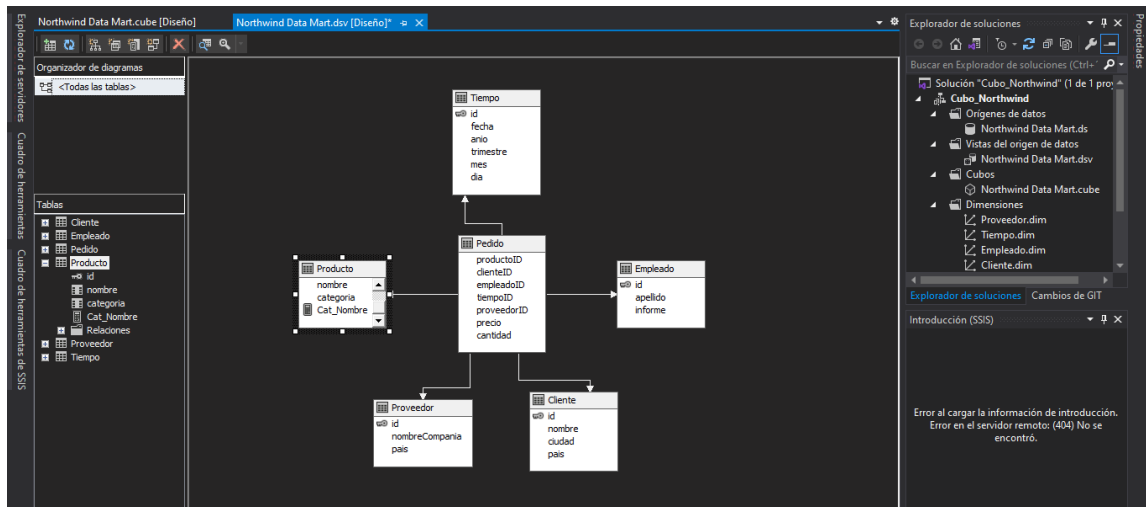 Northwind Data Mart.cube [Diseño]
Northwind Data Mart.dsv [Diseño]*
Explorador de servidores
Cuadro de herramientas
Cuadro de herramientas de SSIS
Organizador de diagramas
<Todas las tablas>
Tablas
Cliente
Empleado
Pedido
Producto
id
nombre
categoria
Cat_Nombre
Relaciones
Proveedor
Tiempo
Tiempo
id
fecha
anio
trimestre
mes
dia
Pedido
productoID
clienteID
empleadoID
tiempoID
proveedorID
precio
cantidad
Producto
nombre
categoria
Cat_Nombre
Empleado
id
apellido
informe
Proveedor
id
nombreCompania
pais
Cliente
id
nombre
ciudad
pais
Explorador de soluciones
Buscar en Explorador de soluciones (Ctrl+
Solución "Cubo_Northwind" (1 de 1 proy
Cubo_Northwind
Orígenes de datos
Northwind Data Mart.ds
Vistas del origen de datos
Northwind Data Mart.dsv
Cubos
Northwind Data Mart.cube
Dimensiones
Proveedor.dim
Tiempo.dim
Empleado.dim
Cliente.dim
Explorador de soluciones Cambios de GIT
Introducción (SSIS)
Error al cargar la información de introducción.
Error en el servidor remoto: (404) No se
encontró.
Propiedades